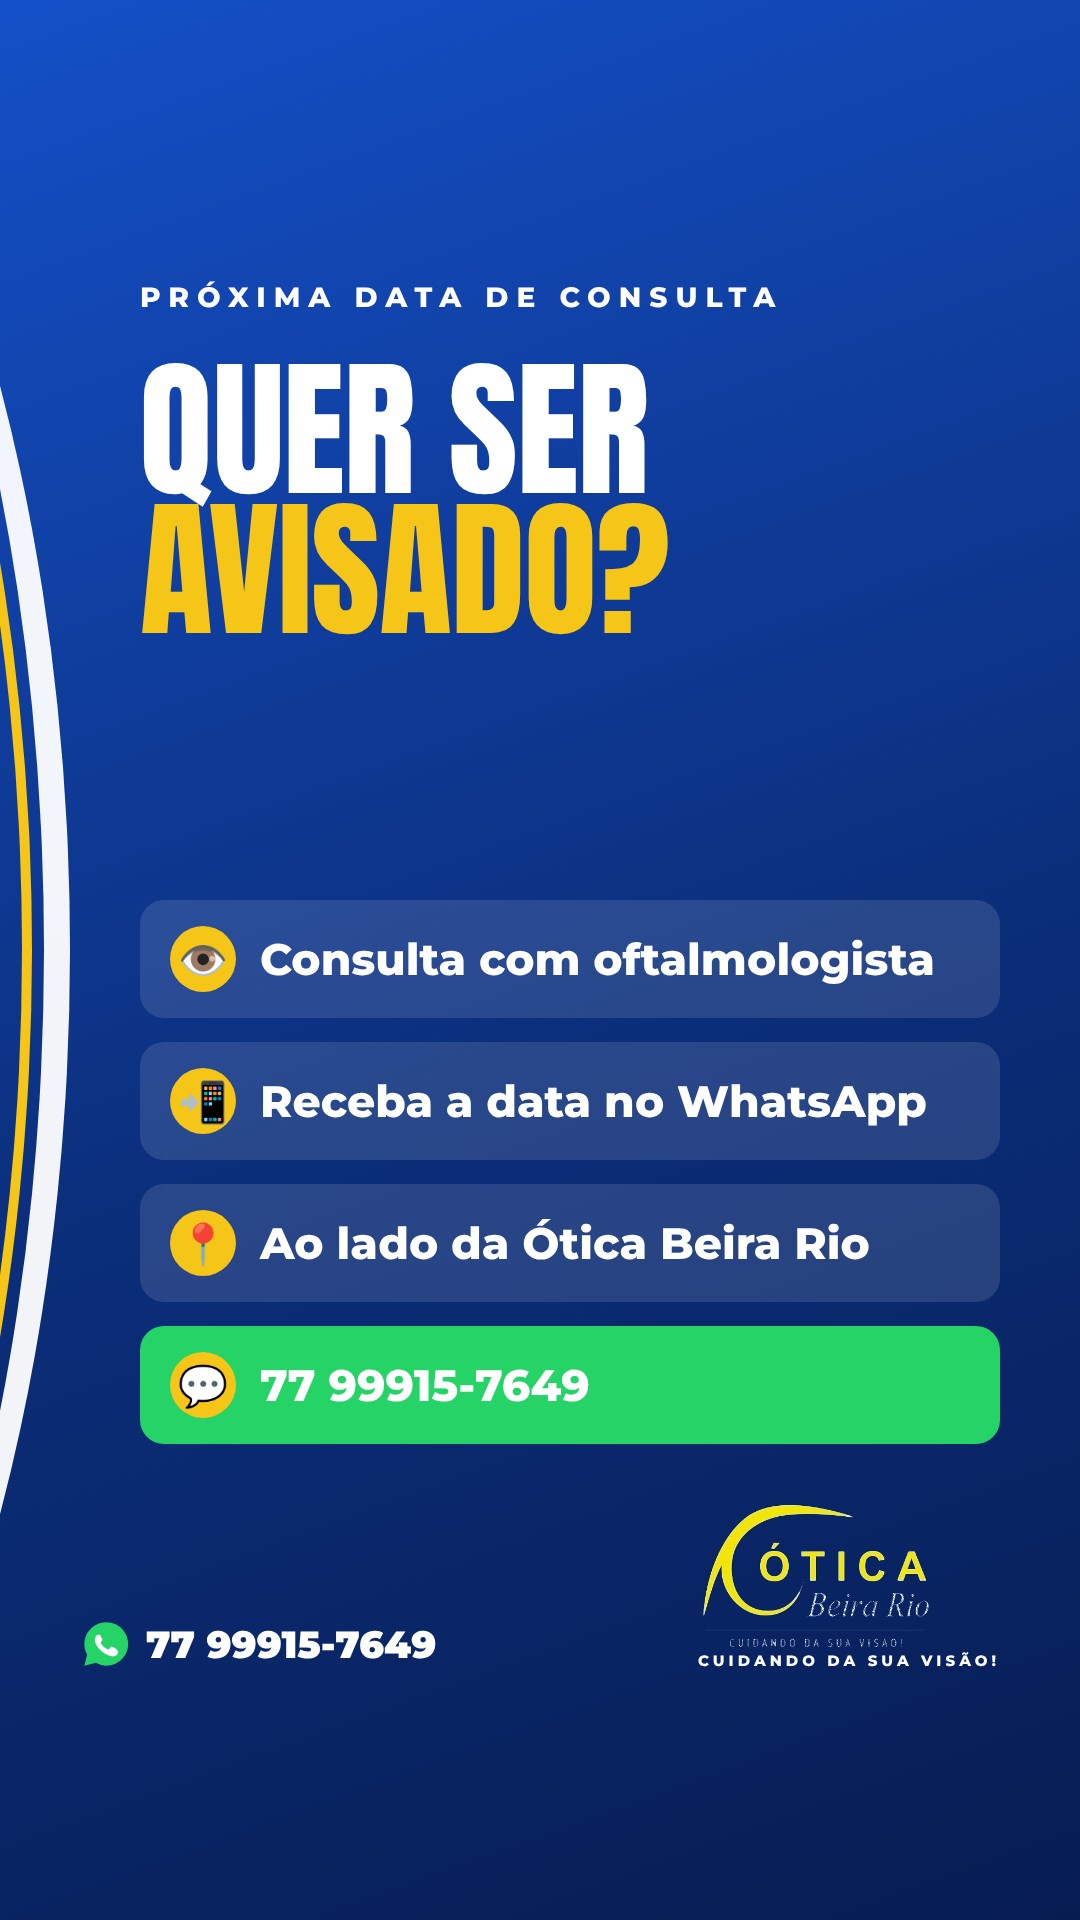 PRÓXIMA DATA DE CONSULTA
QUER SER
AVISADO?
Consulta com oftalmologista
Receba a data no WhatsApp
Ao lado da Ótica Beira Rio
77 99915-7649
ÓTICA
Beira Rio
CUIDANDO DA SUA VISÃO!
77 99915-7649
CUIDANDO DA SUA VISÃO!